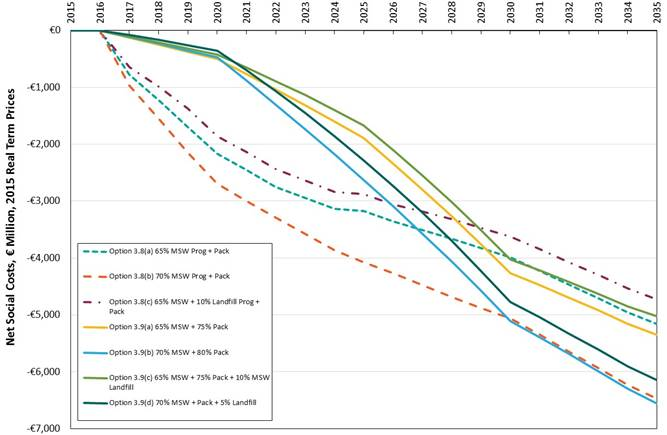 2015 2016 2017 2018 2019 2020 2021 2022 2023 2024 2025 2026 2027 2028 2029 2030 2031 2032 2033 2034 2035
Net Social Costs, € Million, 2015 Real Term Prices
€0
-€1,000
-€2,000
-€3,000
-€4,000
-€5,000
-€6,000
-€7,000
Option 3.8(a) 65% MSW Prog + Pack
Option 3.8(b) 70% MSW Prog + Pack
Option 3.8(c) 65% MSW + 10% Landfill Prog +
Pack
Option 3.9(a) 65% MSW + 75% Pack
Option 3.9(b) 70% MSW + 80% Pack
Option 3.9(c) 65% MSW + 75% Pack + 10% MSW
Landfill
Option 3.9(d) 70% MSW + Pack + 5% Landfill